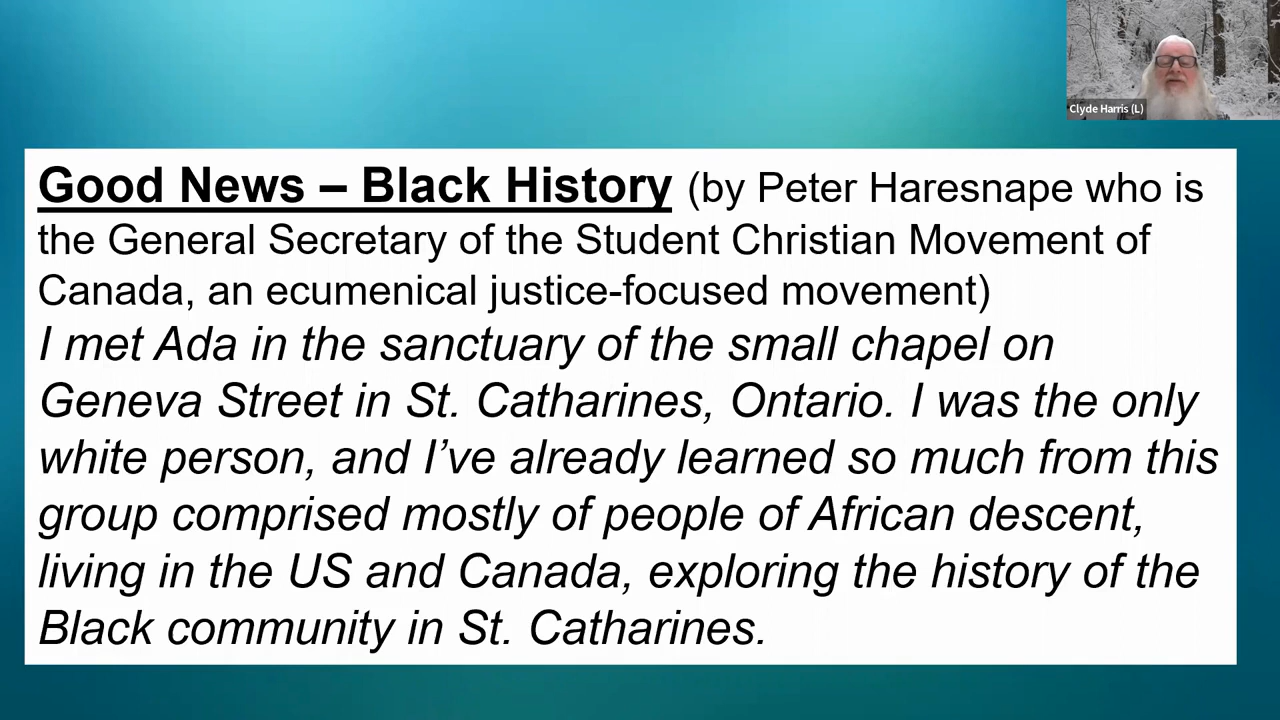 Clyde Harris (L)
Good News – Black History (by Peter Haresnape who is
the General Secretary of the Student Christian Movement of
Canada, an ecumenical justice-focused movement)
I met Ada in the sanctuary of the small chapel on
Geneva Street in St. Catharines, Ontario. I was the only
white person, and I’ve already learned so much from this
group comprised mostly of people of African descent,
living in the US and Canada, exploring the history of the
Black community in St. Catharines.